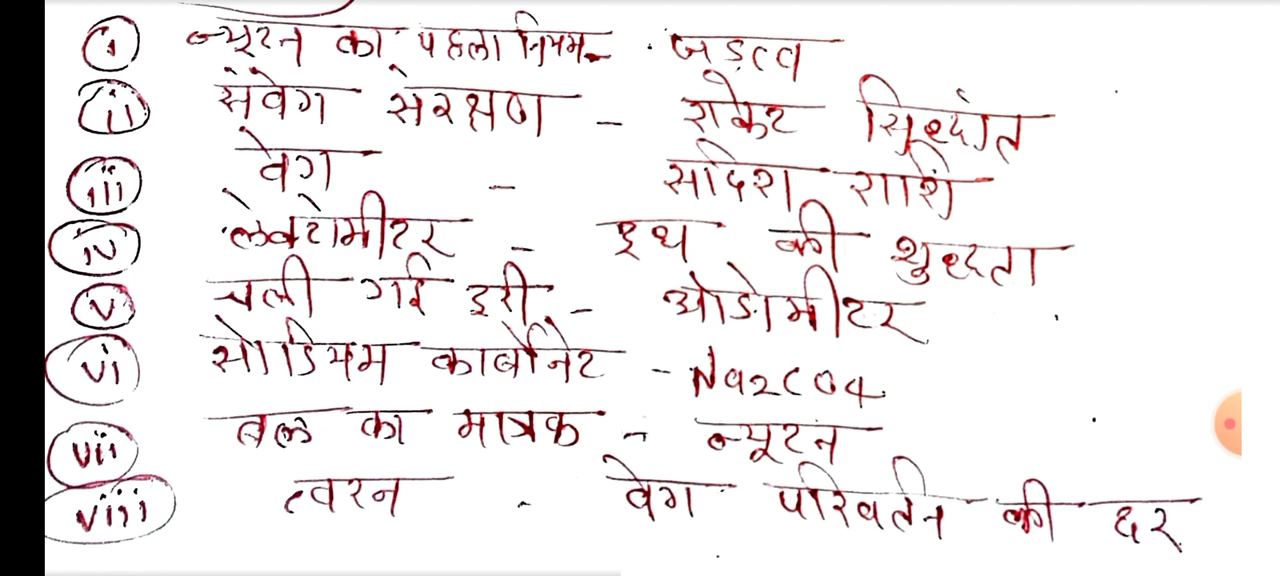 (i) न्यूटन का पहला नियम - जड़त्व
(ii) संवेग संरक्षण - राकेट सिद्धांत
(iii) वेग - सदिश राशि
(iv) लेक्टोमीटर - दूध की शुद्धता
(v) चली गई दूरी - ओडोमीटर
(vi) सोडियम कार्बोनेट - Na2CO4
(vii) बल का मात्रक - न्यूटन
(viii) त्वरन - वेग परिवर्तन की दर